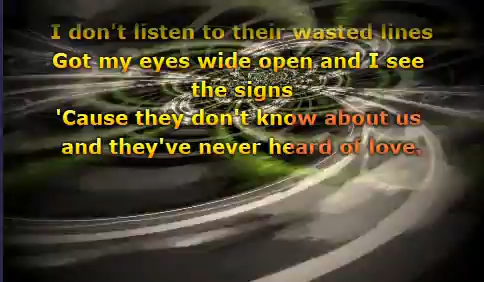 I don't listen to their wasted lines
Got my eyes wide open and I see
the signs
'Cause they don't know about us
and they've never heard of love.